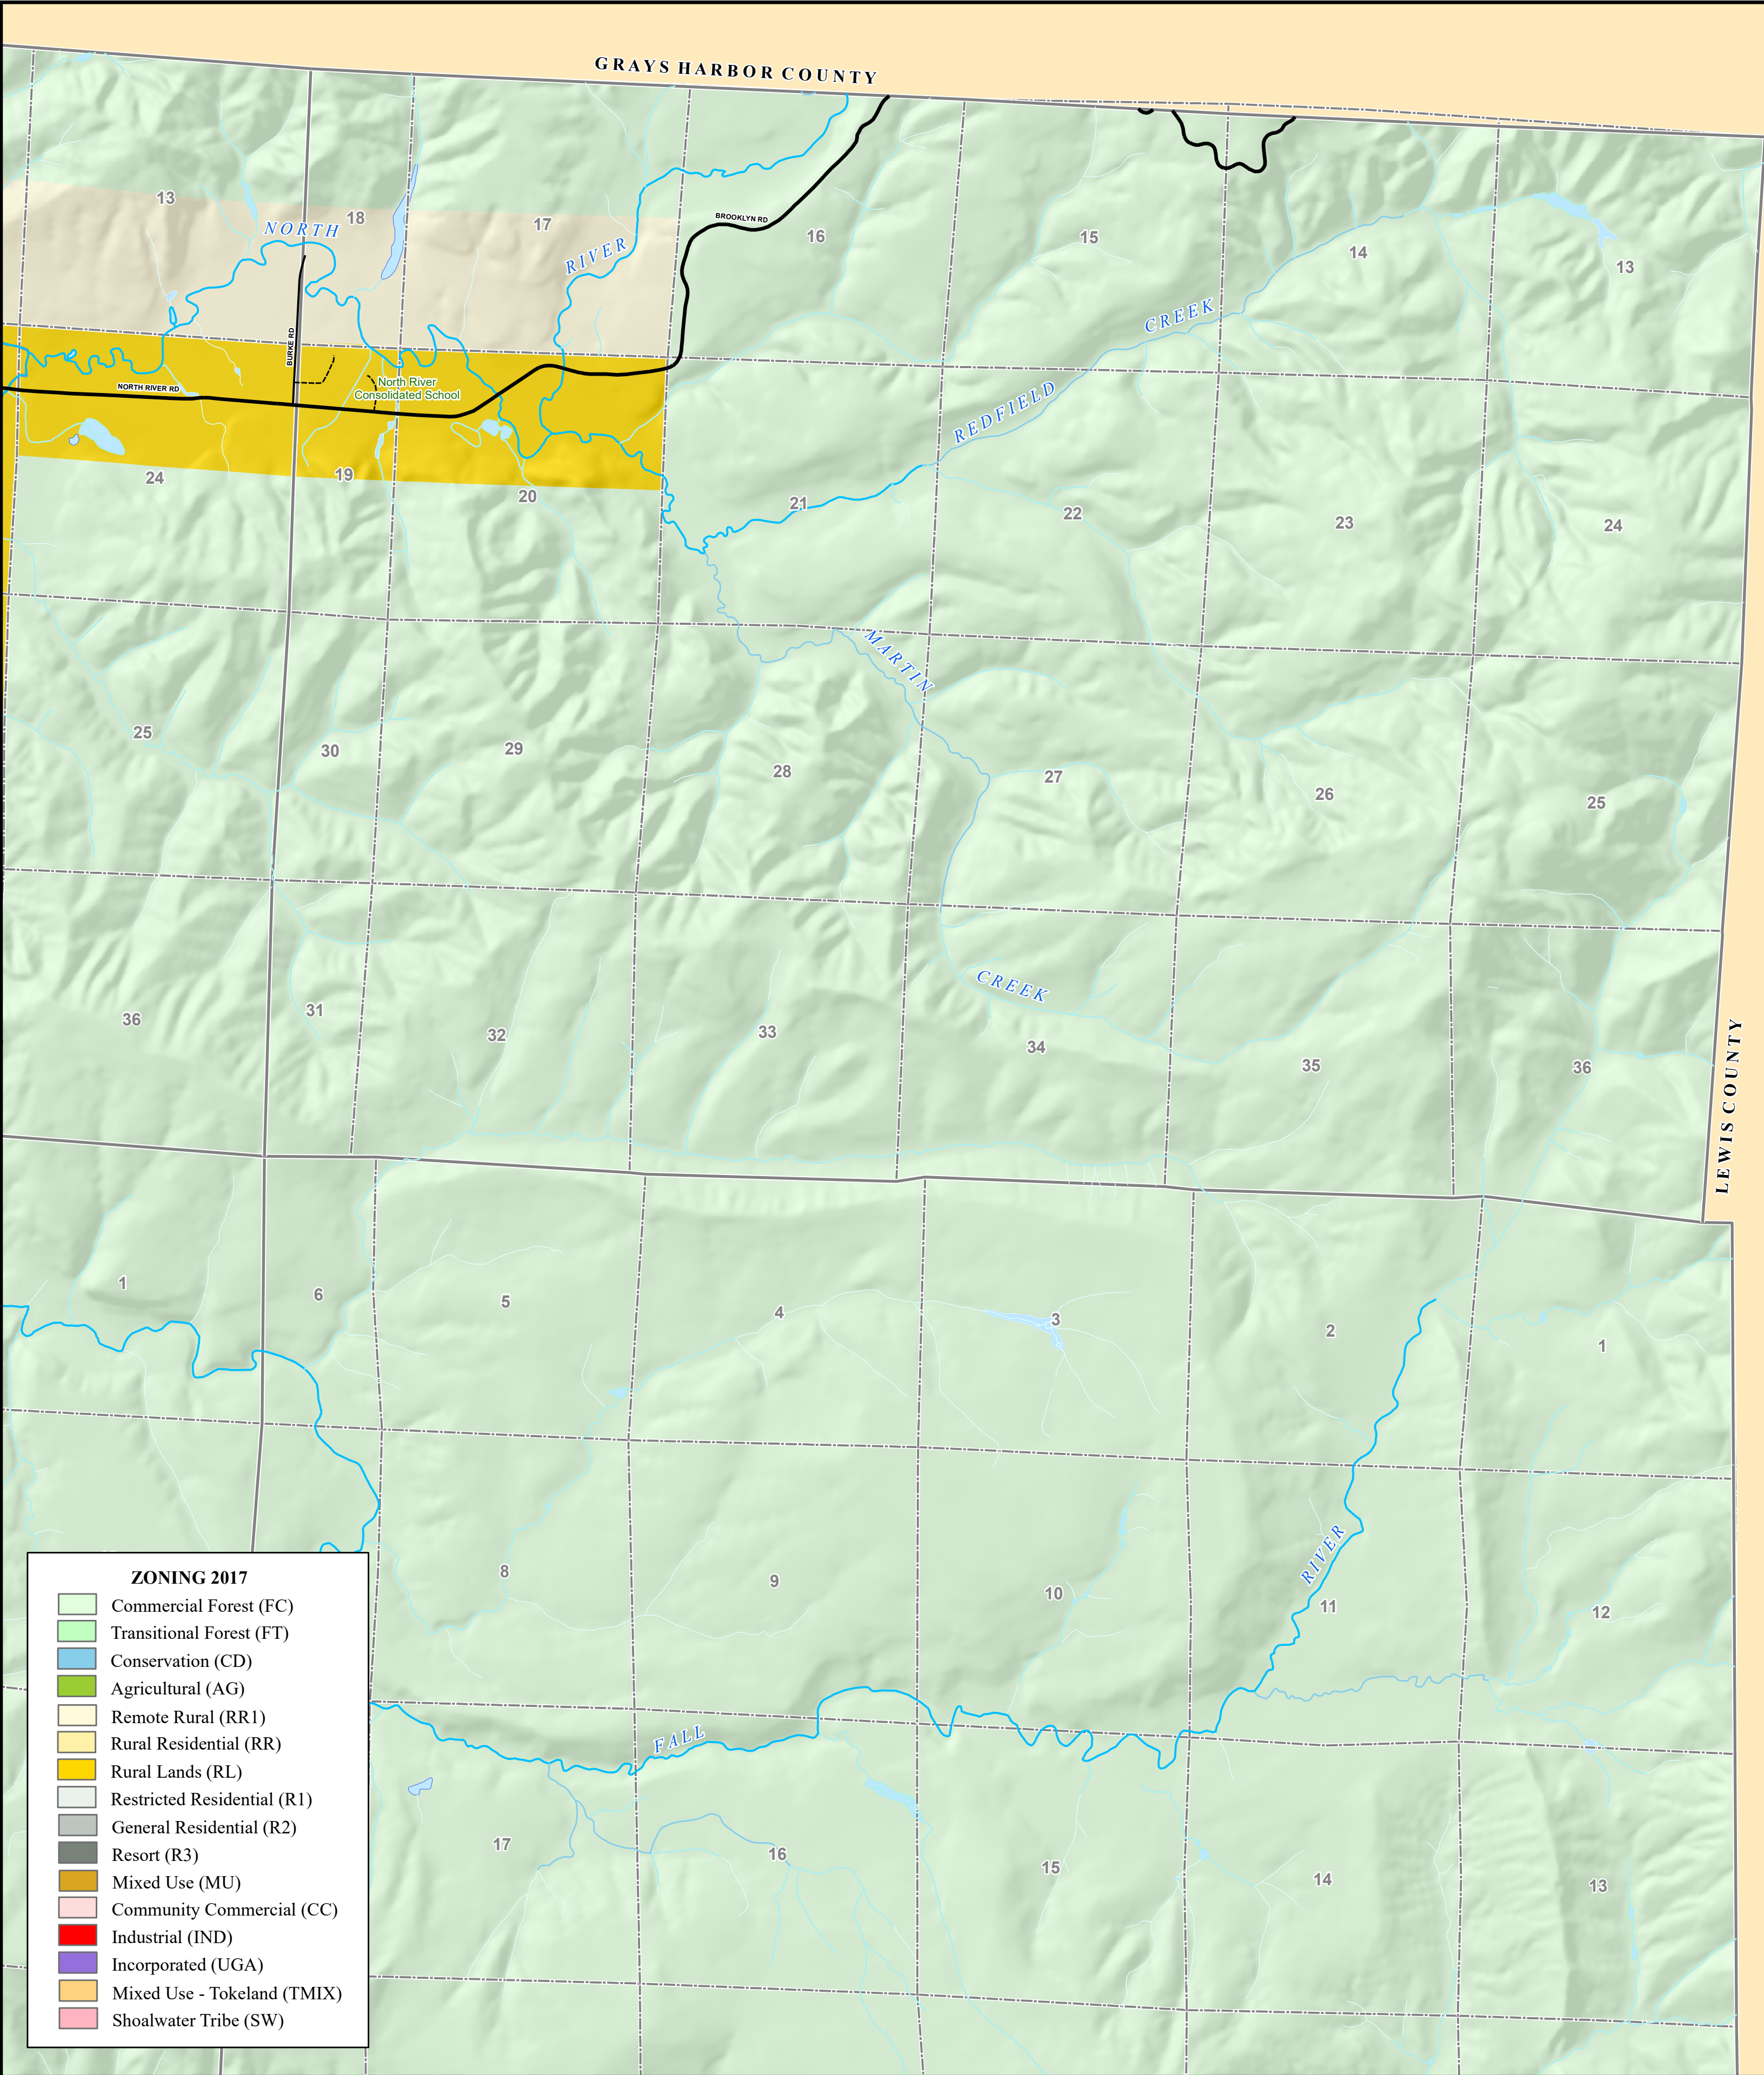 GRAYS HARBOR COUNTY
13
18
17
16
15
14
13
NORTH
RIVER
BROOKLYN RD
CREEK
REDFIELD
BURKE RD
NORTH RIVER RD
North River
Consolidated School
24
19
20
21
22
23
24
MARTIN
25
30
29
28
27
26
25
CREEK
36
31
32
33
34
35
36
LEWIS COUNTY
1
6
5
4
3
2
1
RIVER
8
9
10
11
12
FALL
17
16
15
14
13
ZONING 2017
Commercial Forest (FC)
Transitional Forest (FT)
Conservation (CD)
Agricultural (AG)
Remote Rural (RR1)
Rural Residential (RR)
Rural Lands (RL)
Restricted Residential (R1)
General Residential (R2)
Resort (R3)
Mixed Use (MU)
Community Commercial (CC)
Industrial (IND)
Incorporated (UGA)
Mixed Use - Tokeland (TMIX)
Shoalwater Tribe (SW)